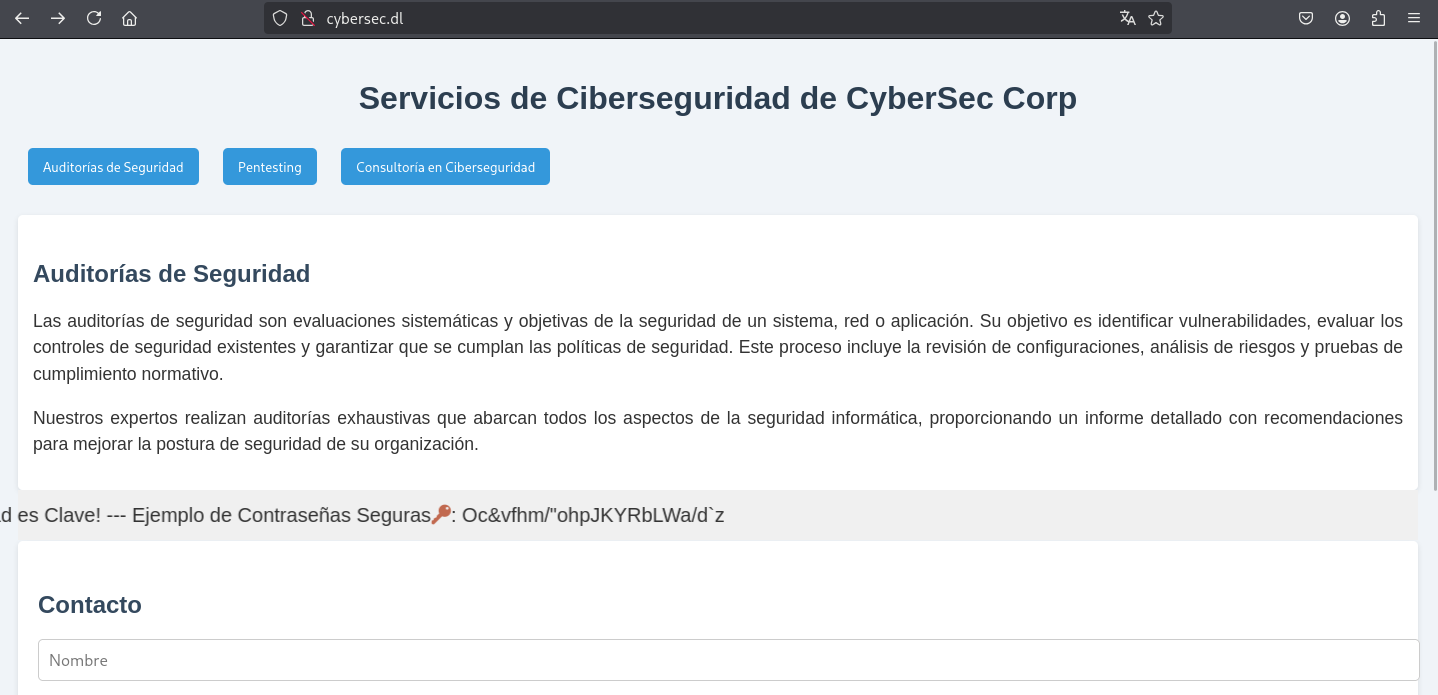 cybersec.dl
Servicios de Ciberseguridad de CyberSec Corp
Auditorías de Seguridad
Pentesting
Consultoría en Ciberseguridad
Auditorías de Seguridad
Las auditorías de seguridad son evaluaciones sistemáticas y objetivas de la seguridad de un sistema, red o aplicación. Su objetivo es identificar vulnerabilidades, evaluar los
controles de seguridad existentes y garantizar que se cumplan las políticas de seguridad. Este proceso incluye la revisión de configuraciones, análisis de riesgos y pruebas de
cumplimiento normativo.
Nuestros expertos realizan auditorías exhaustivas que abarcan todos los aspectos de la seguridad informática, proporcionando un informe detallado con recomendaciones
para mejorar la postura de seguridad de su organización.
d es Clave! --- Ejemplo de Contraseñas Seguras🔑: Oc&vfhm/"ohpJKYRbLWa/d`z
Contacto
Nombre